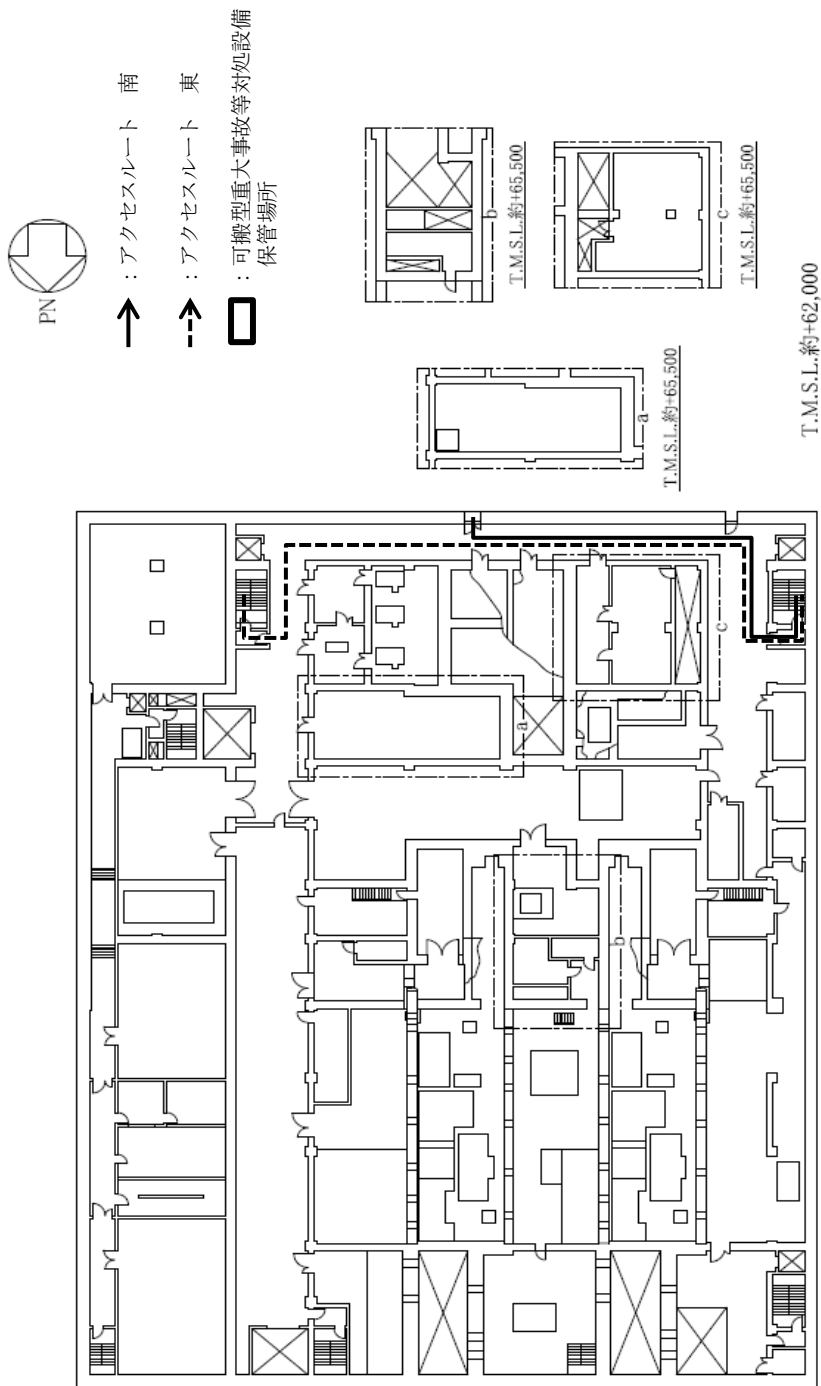 PN
：アクセスルート　南
：アクセスルート　東
：可搬型重大事故等対処設備
保管場所
b
T.M.S.L.約+65,500
c
T.M.S.L.約+65,500
a
T.M.S.L.約+65,500
T.M.S.L.約+62,000
a
c
b